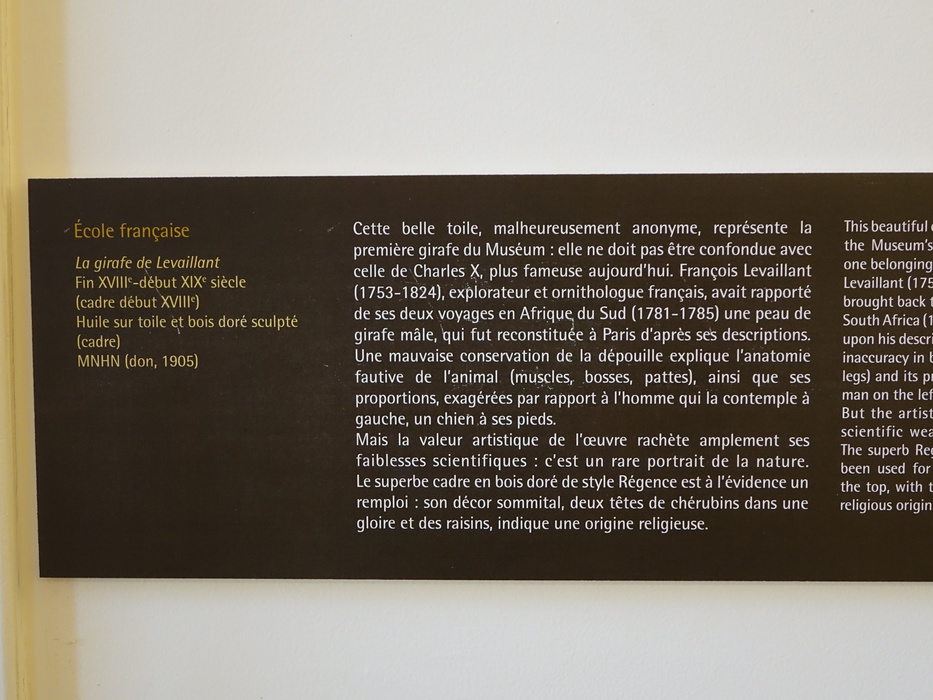 École française
La girafe de Levaillant
Fin XVIIIᵉ-début XIXᵉ siècle
(cadre début XVIIIᵉ)
Huile sur toile et bois doré sculpté
(cadre)
MNHN (don, 1905)
Cette belle toile, malheureusement anonyme, représente la
première girafe du Muséum : elle ne doit pas être confondue avec
celle de Charles X, plus fameuse aujourd'hui. François Levaillant
(1753-1824), explorateur et ornithologue français, avait rapporté
de ses deux voyages en Afrique du Sud (1781-1785) une peau de
girafe mâle, qui fut reconstituée à Paris d'après ses descriptions.
Une mauvaise conservation de la dépouille explique l'anatomie
fautive de l'animal (muscles, bosses, pattes), ainsi que ses
proportions, exagérées par rapport à l'homme qui la contemple à
gauche, un chien à ses pieds.
Mais la valeur artistique de l'œuvre rachète amplement ses
faiblesses scientifiques : c'est un rare portrait de la nature.
Le superbe cadre en bois doré de style Régence est à l'évidence un
remploi : son décor sommital, deux têtes de chérubins dans une
gloire et des raisins, indique une origine religieuse.
This beautiful
the Museum's
one belonging
Levaillant (175
brought back
South Africa (1
upon his descri
inaccuracy in
legs) and its
man on the
But the artist
scientific
The superb
been used for
the top, with
religious origin